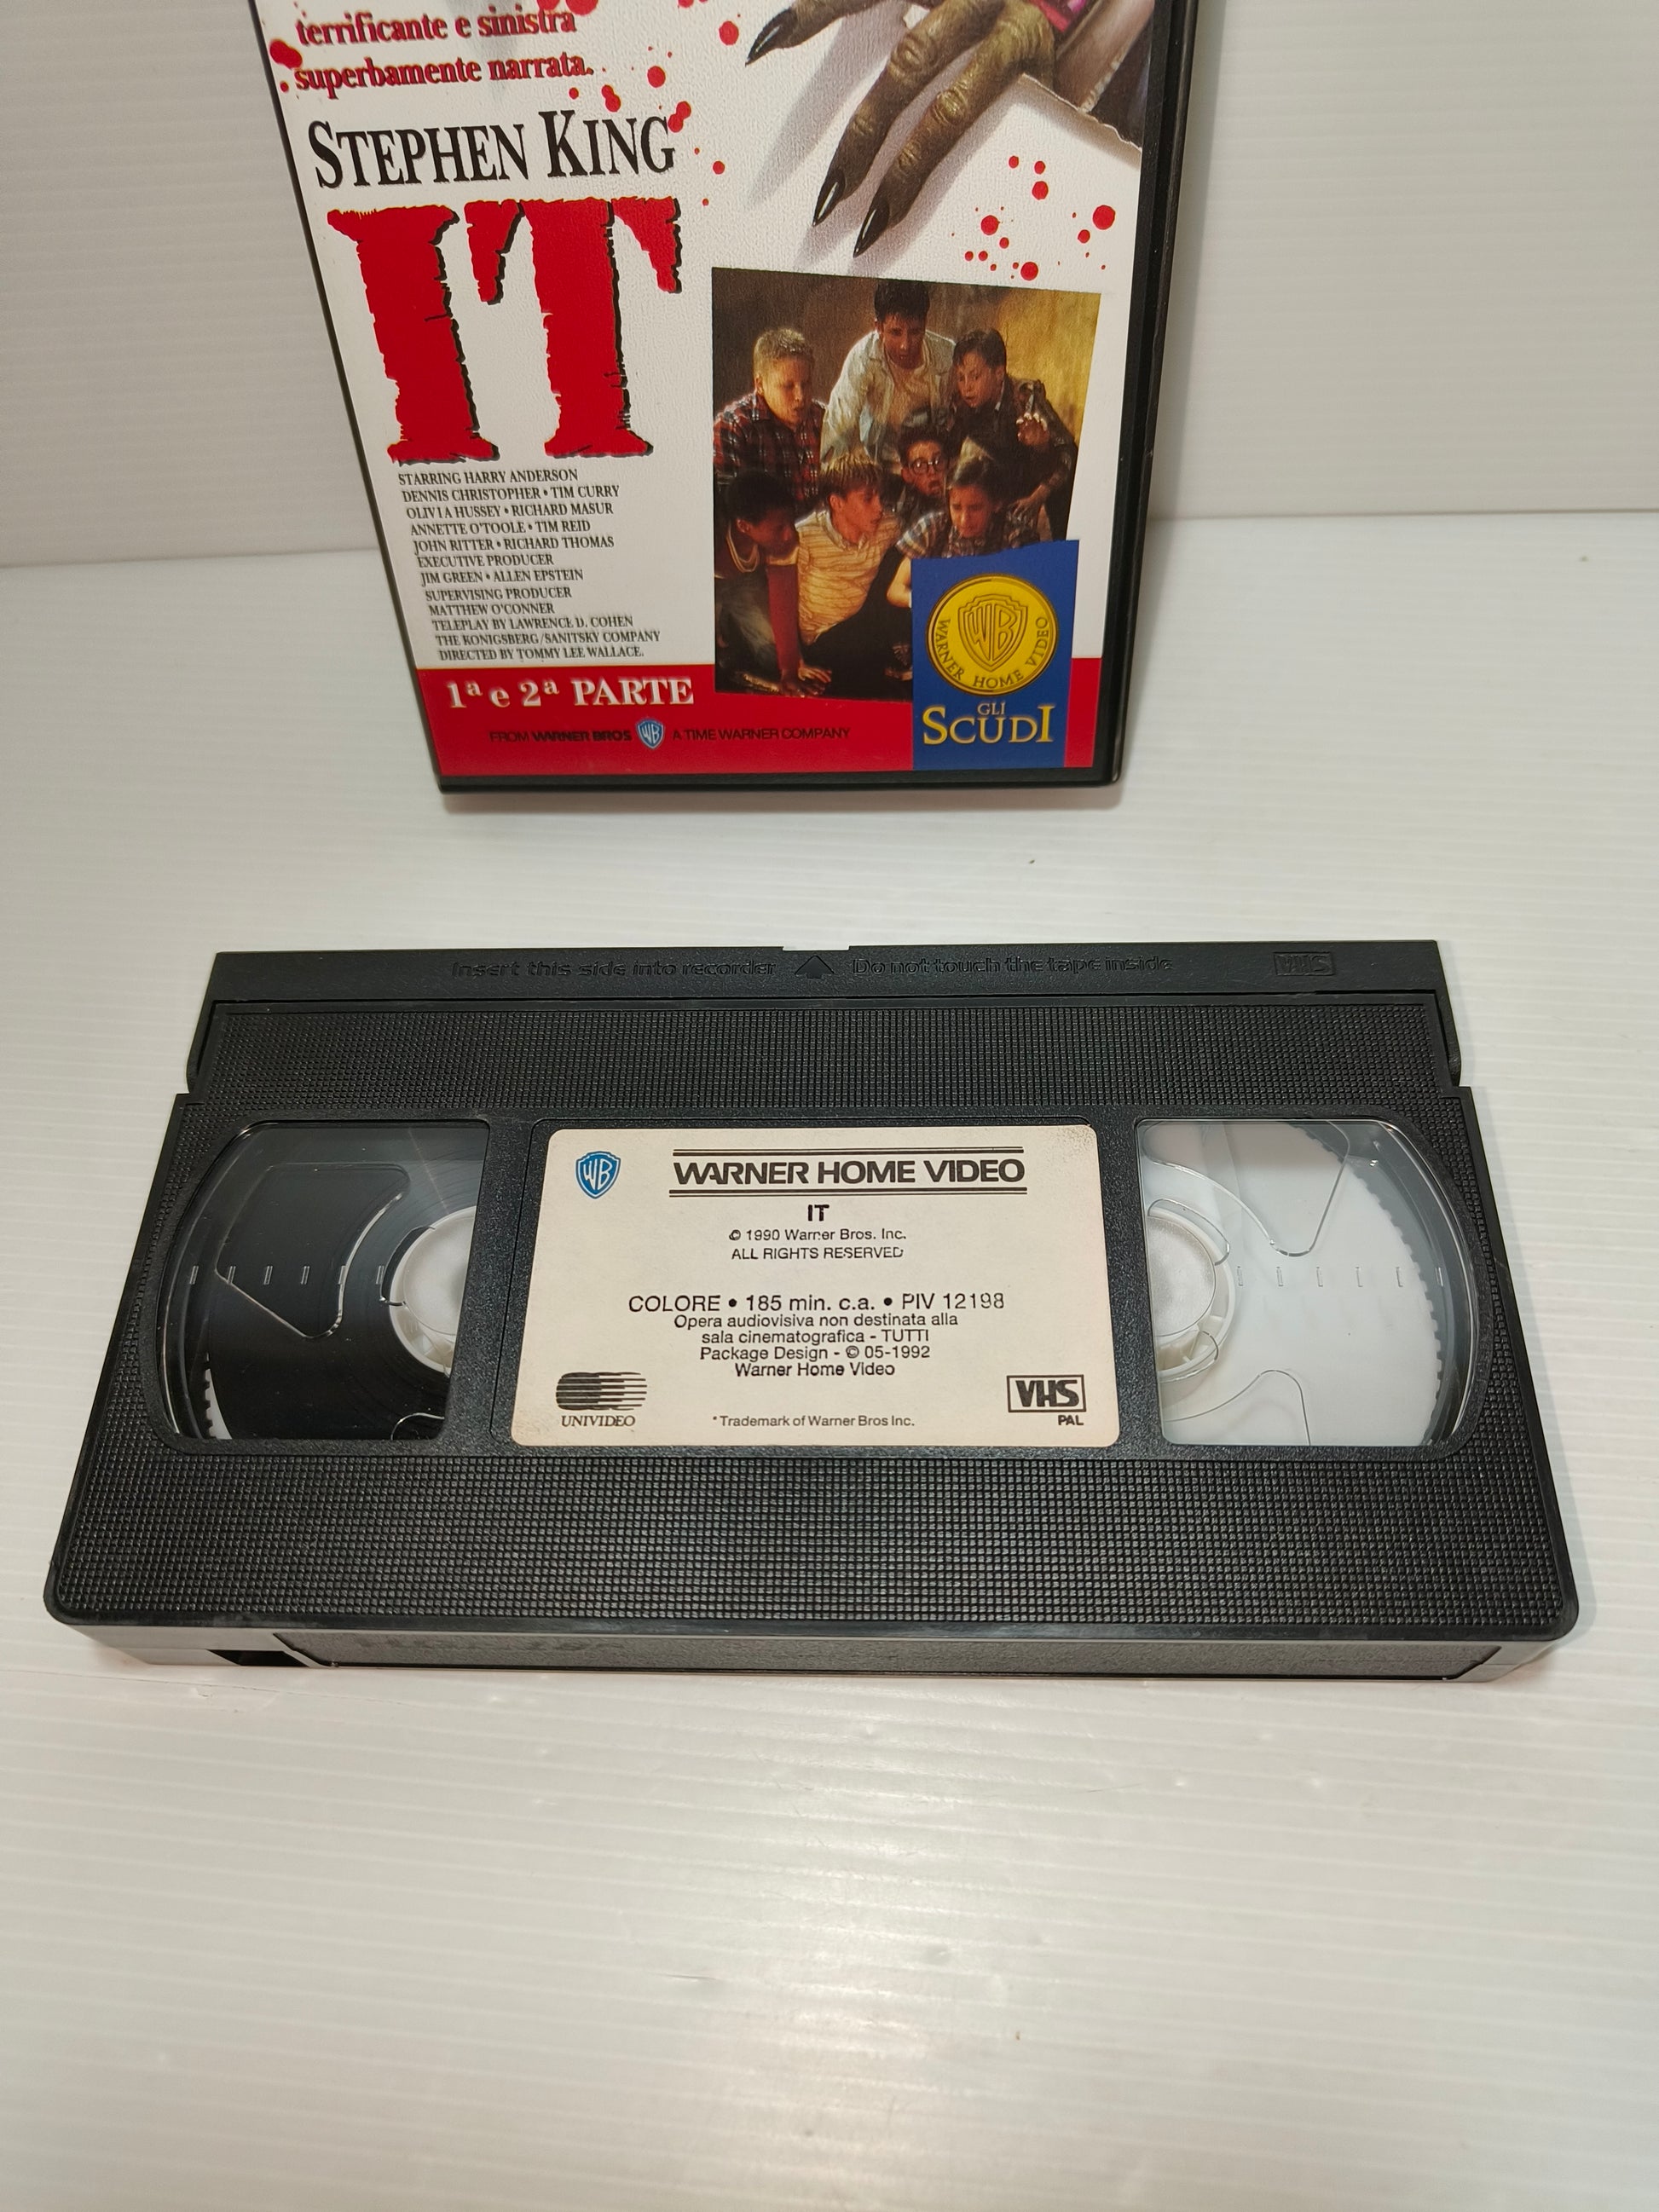 terrificante e sinistra
superbamente narrata.
STEPHEN KING
IT
STARRING HARRY ANDERSON
DENNIS CHRISTOPHER • TIM CURRY
OLIVIA HUSSEY • RICHARD MASUR
ANNETTE O'TOOLE • TIM REID
JOHN RITTER • RICHARD THOMAS
EXECUTIVE PRODUCER
JIM GREEN • ALLEN EPSTEIN
SUPERVISING PRODUCER
MATTHEW O'CONNER
TELEPLAY BY LAWRENCE D. COHEN
THE KONIGSBERG/SANITSKY COMPANY
DIRECTED BY TOMMY LEE WALLACE.
1ª e 2ª PARTE
FROM WARNER BROS WB A TIME WARNER COMPANY
WB
WARNER HOME VIDEO
GLI
SCUDI
Insert this side into recorder Do not touch the tape inside VHS
WB WARNER HOME VIDEO
IT
© 1990 Warner Bros. Inc.
ALL RIGHTS RESERVED
COLORE • 185 min. c.a. • PIV 12198
Opera audiovisiva non destinata alla
sala cinematografica - TUTTI
Package Design - © 05-1992
Warner Home Video
UNIVIDEO
*Trademark of Warner Bros Inc.
VHS
PAL